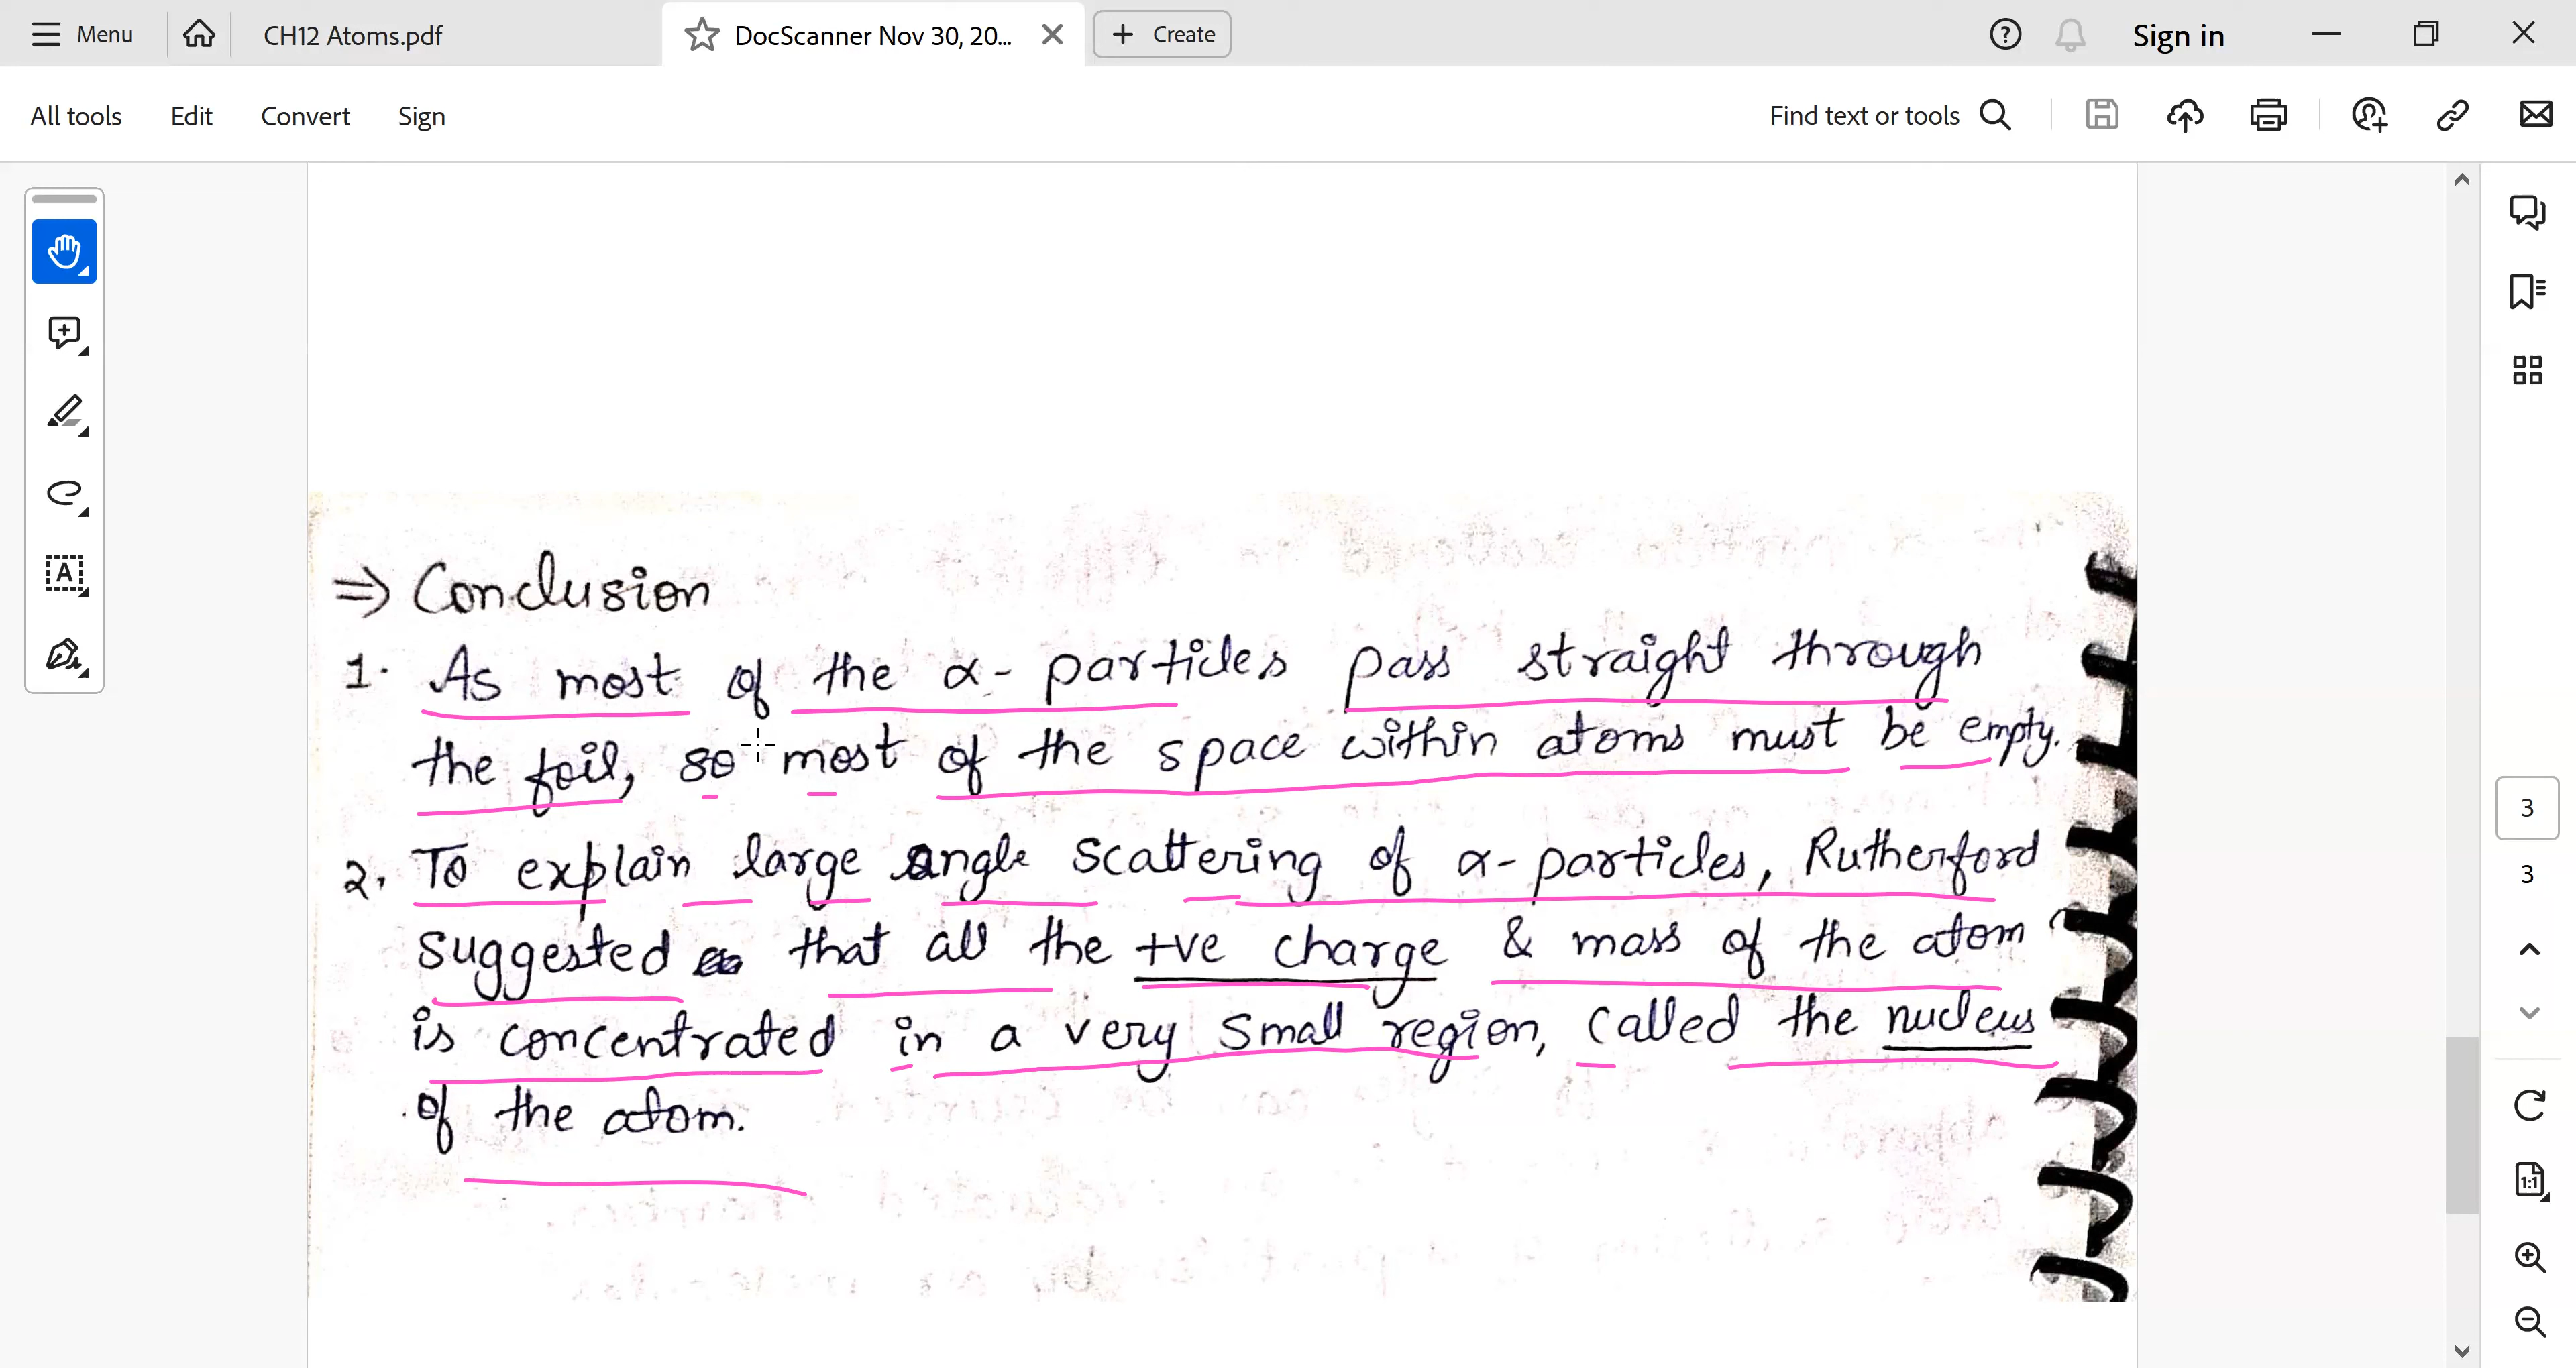 Menu
CH12 Atoms.pdf
DocScanner Nov 30, 20...
Create
Sign in
All tools
Edit
Convert
Sign
Find text or tools
⇒ Conclusion
1. As most of the α- particles pass straight through
the foil, so most of the space within atoms must be empty.
2. To explain large angle scattering of α-particles, Rutherford
suggested that all the +ve charge & mass of the atom
is concentrated in a very small region, called the nucleus
of the atom.
3
3